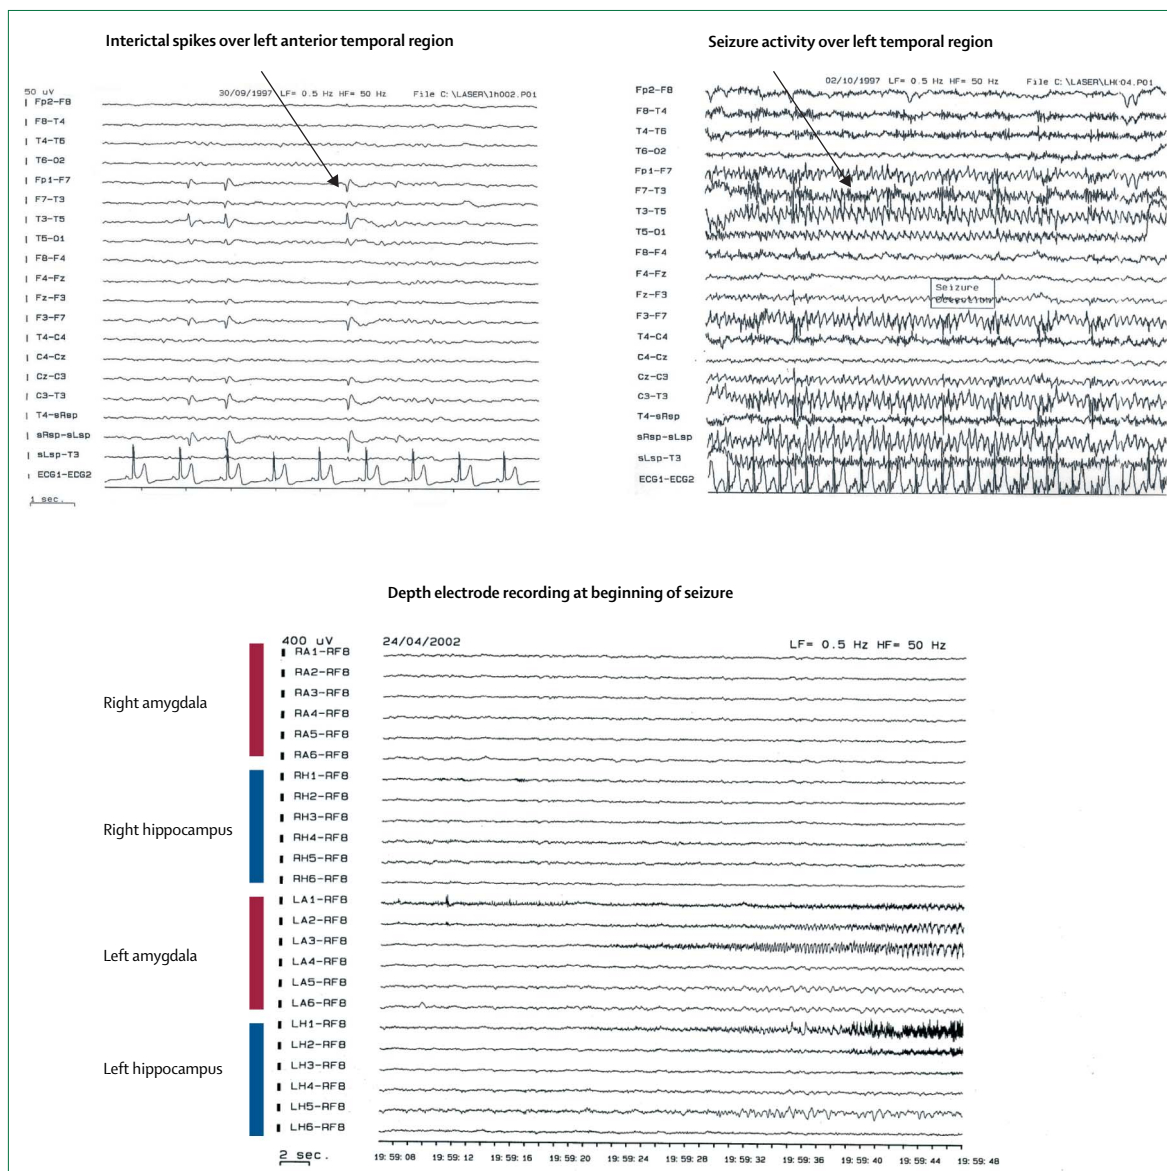 Interictal spikes over left anterior temporal region
50 uV
30/09/1997 LF= 0.5 Hz HF= 50 Hz File C:\LASER\lh002.P01
Fp2-F8
F8-T4
T4-T6
T6-O2
Fp1-F7
F7-T3
T3-T5
T5-O1
F8-F4
F4-Fz
Fz-F3
F3-F7
T4-C4
C4-Cz
Cz-C3
C3-T3
T4-sRsp
sRsp-sLsp
sLsp-T3
ECG1-ECG2
1 sec.
Seizure activity over left temporal region
02/10/1997 LF= 0.5 Hz HF= 50 Hz File C:\LASER\LH004.P01
Fp2-F8
F8-T4
T4-T6
T6-O2
Fp1-F7
F7-T3
T3-T5
T5-O1
F8-F4
F4-Fz
Fz-F3
F3-F7
T4-C4
C4-Cz
Cz-C3
C3-T3
T4-sRsp
sRsp-sLsp
sLsp-T3
ECG1-ECG2
Seizure
Detection
Depth electrode recording at beginning of seizure
400 uV 24/04/2002 LF= 0.5 Hz HF= 50 Hz
Right amygdala
RA1-RF8
RA2-RF8
RA3-RF8
RA4-RF8
RA5-RF8
RA6-RF8
Right hippocampus
RH1-RF8
RH2-RF8
RH3-RF8
RH4-RF8
RH5-RF8
RH6-RF8
Left amygdala
LA1-RF8
LA2-RF8
LA3-RF8
LA4-RF8
LA5-RF8
LA6-RF8
Left hippocampus
LH1-RF8
LH2-RF8
LH3-RF8
LH4-RF8
LH5-RF8
LH6-RF8
2 sec.
19:59:08 19:59:12 19:59:16 19:59:20 19:59:24 19:59:28 19:59:32 19:59:36 19:59:40 19:59:44 19:59:48